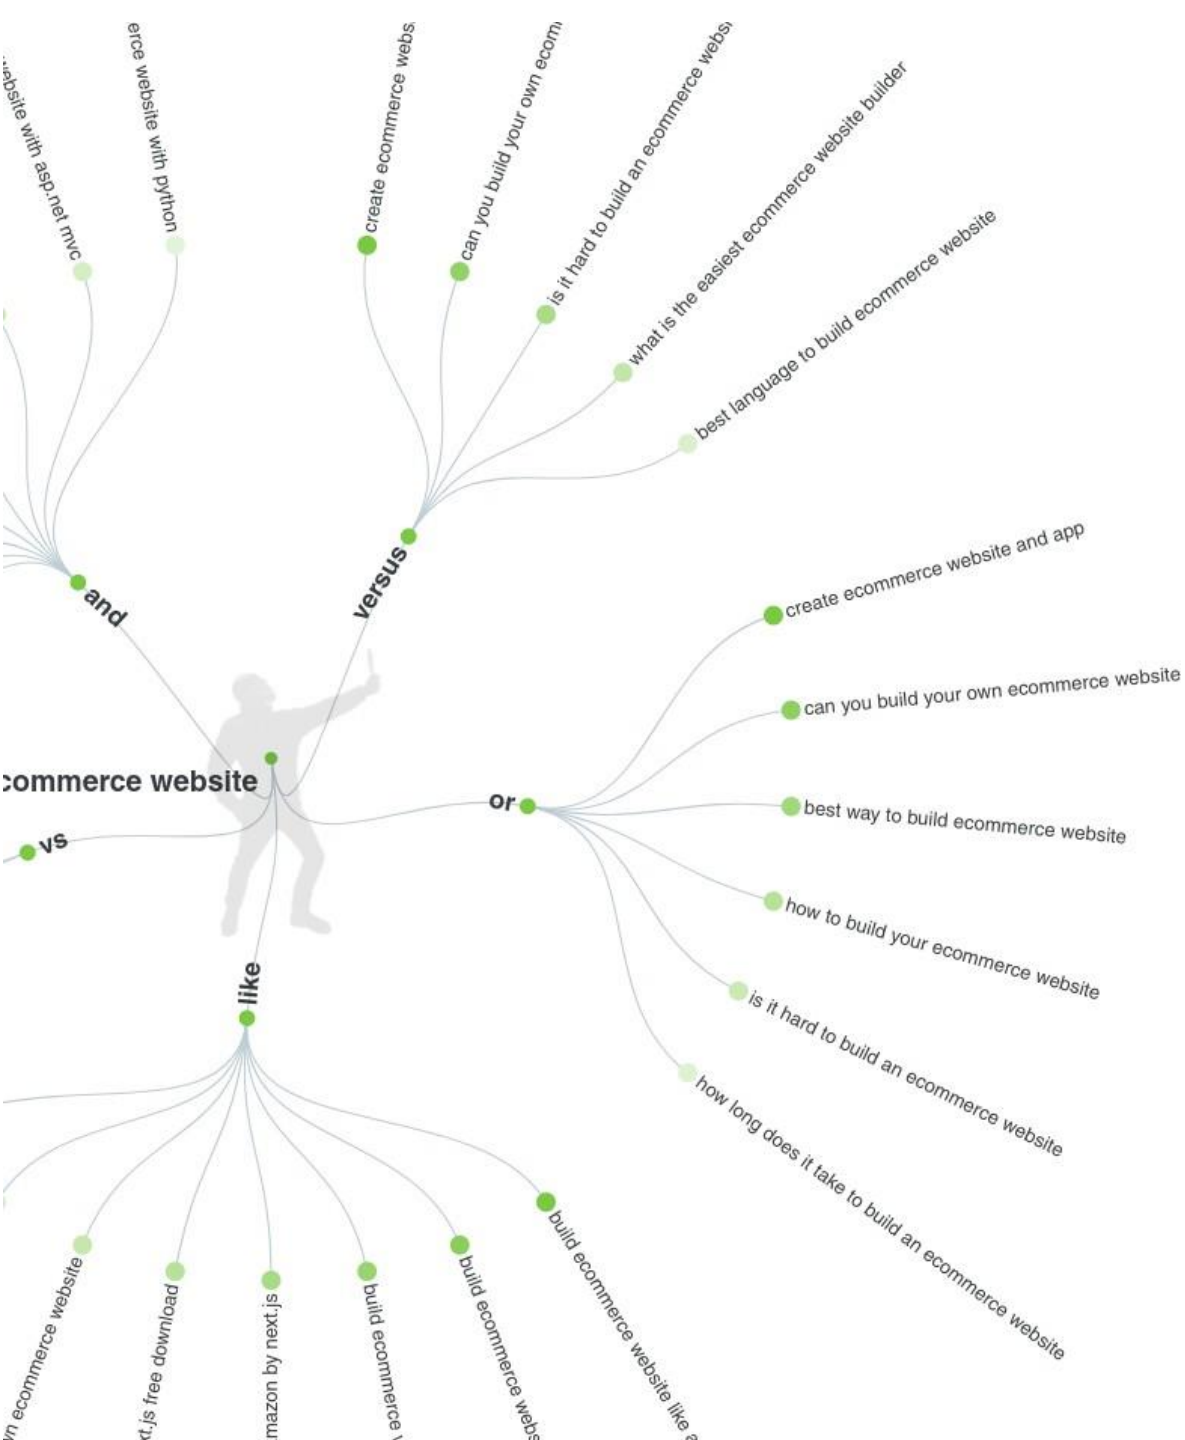 website with asp.net mvc
erce website with python
and
create ecommerce webs
can you build your own ecom
is it hard to build an ecommerce webs
what is the easiest ecommerce website builder
best language to build ecommerce website
versus
commerce website
or
create ecommerce website and app
can you build your own ecommerce website
best way to build ecommerce website
how to build your ecommerce website
is it hard to build an ecommerce website
how long does it take to build an ecommerce website
vs
like
build ecommerce website like a
build ecommerce webs
build ecommerce
mazon by next.js
xt.js free download
wn ecommerce website